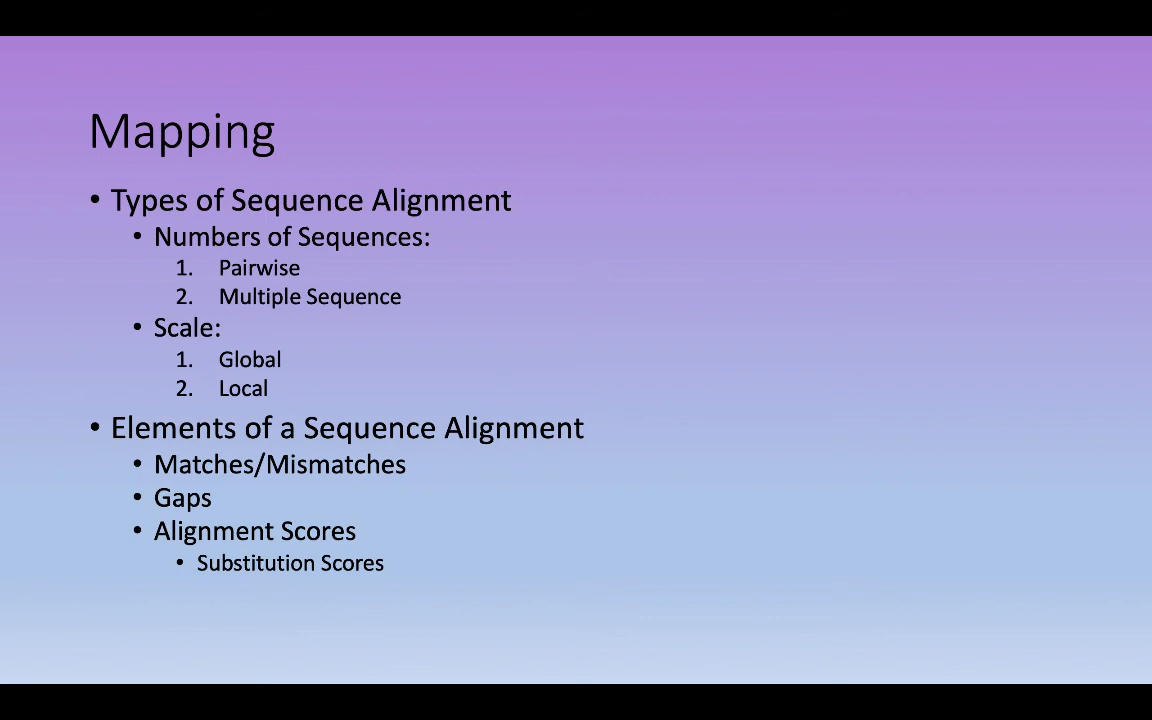 Mapping
• Types of Sequence Alignment
• Numbers of Sequences:
1. Pairwise
2. Multiple Sequence
• Scale:
1. Global
2. Local
• Elements of a Sequence Alignment
• Matches/Mismatches
• Gaps
• Alignment Scores
• Substitution Scores